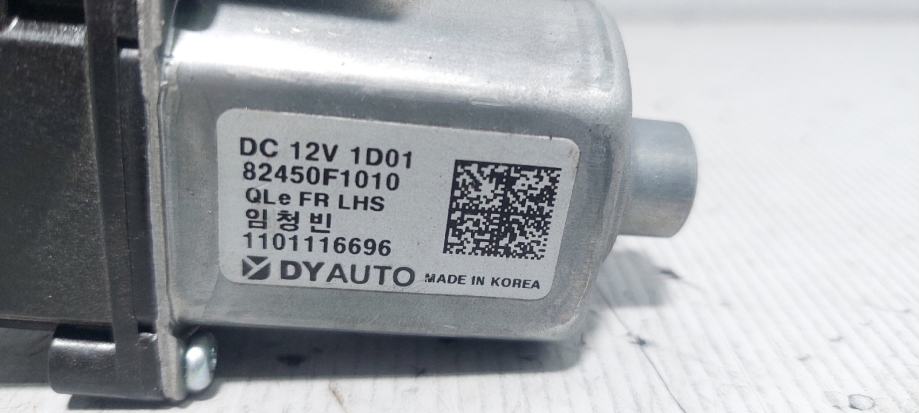 DC 12V 1D01
82450F1010
QLe FR LHS
임청빈
1101116696
DYAUTO MADE IN KOREA